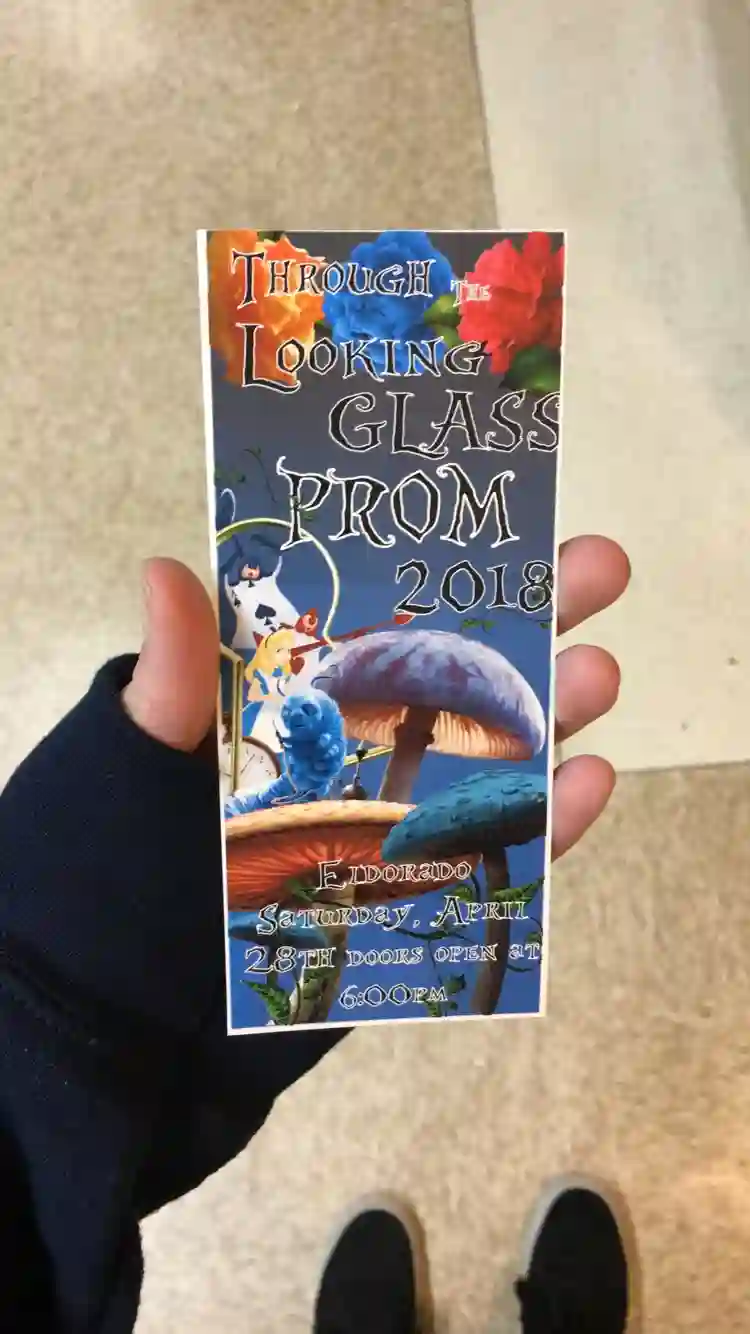 THROUGH THE
LOOKING
GLASS
PROM
2018
ElDORADO
SATURDAY, APRIl
28TH DOORS OPEN AT
6:00PM